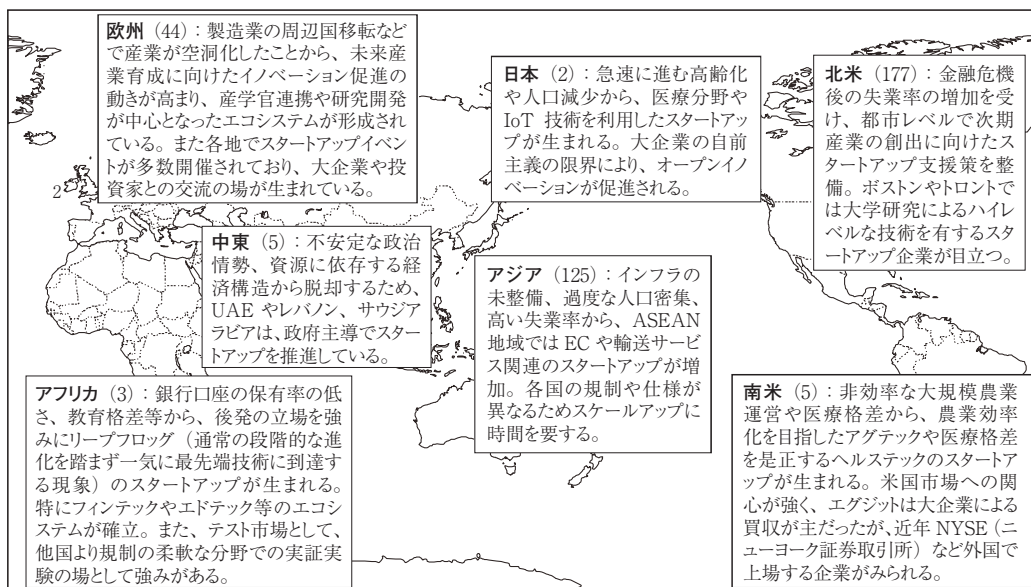 欧州 (44)：製造業の周辺国移転など
で産業が空洞化したことから、未来産
業育成に向けたイノベーション促進の
動きが高まり、産学官連携や研究開発
が中心となったエコシステムが形成され
ている。また各地でスタートアップイベン
トが多数開催されており、大企業や投
資家との交流の場が生まれている。
日本 (2)：急速に進む高齢化
や人口減少から、医療分野や
IoT 技術を利用したスタートアッ
プが生まれる。大企業の自前
主義の限界により、オープンイノ
ベーションが促進される。
北米 (177)：金融危機
後の失業率の増加を受
け、都市レベルで次期
産業の創出に向けた
スタートアップ支援策を整
備。ボストンやトロントで
は大学研究によるハイレ
ベルな技術を有するスタ
ートアップ企業が目立つ。
2
中東 (5)：不安定な政治
情勢、資源に依存する経
済構造から脱却するため、
UAE やレバノン、サウジア
ラビアは、政府主導でスター
トアップを推進している。
アジア (125)：インフラの
未整備、過度な人口密集、
高い失業率から、ASEAN
地域では EC や輸送サービ
ス関連のスタートアップが増
加。各国の規制や仕様が
異なるためスケールアップに
時間を要する。
アフリカ (3)：銀行口座の保有率の低
さ、教育格差等から、後発の立場を強
みにリープフロッグ（通常の段階的な進
化を踏まず一気に最先端技術に到達す
る現象）のスタートアップが生まれる。
特にフィンテックやエドテック等のエコシ
ステムが確立。また、テスト市場として、
他国より規制の柔軟な分野での実証実
験の場として強みがある。
南米 (5)：非効率な大規模農業
運営や医療格差から、農業効率
化を目指したアグテックや医療格差
を是正するヘルステックのスタートア
ップが生まれる。米国市場への関
心が強く、エグジットは大企業による
買収が主だったが、近年 NYSE（ニ
ューヨーク証券取引所）など外国で
上場する企業がみられる。